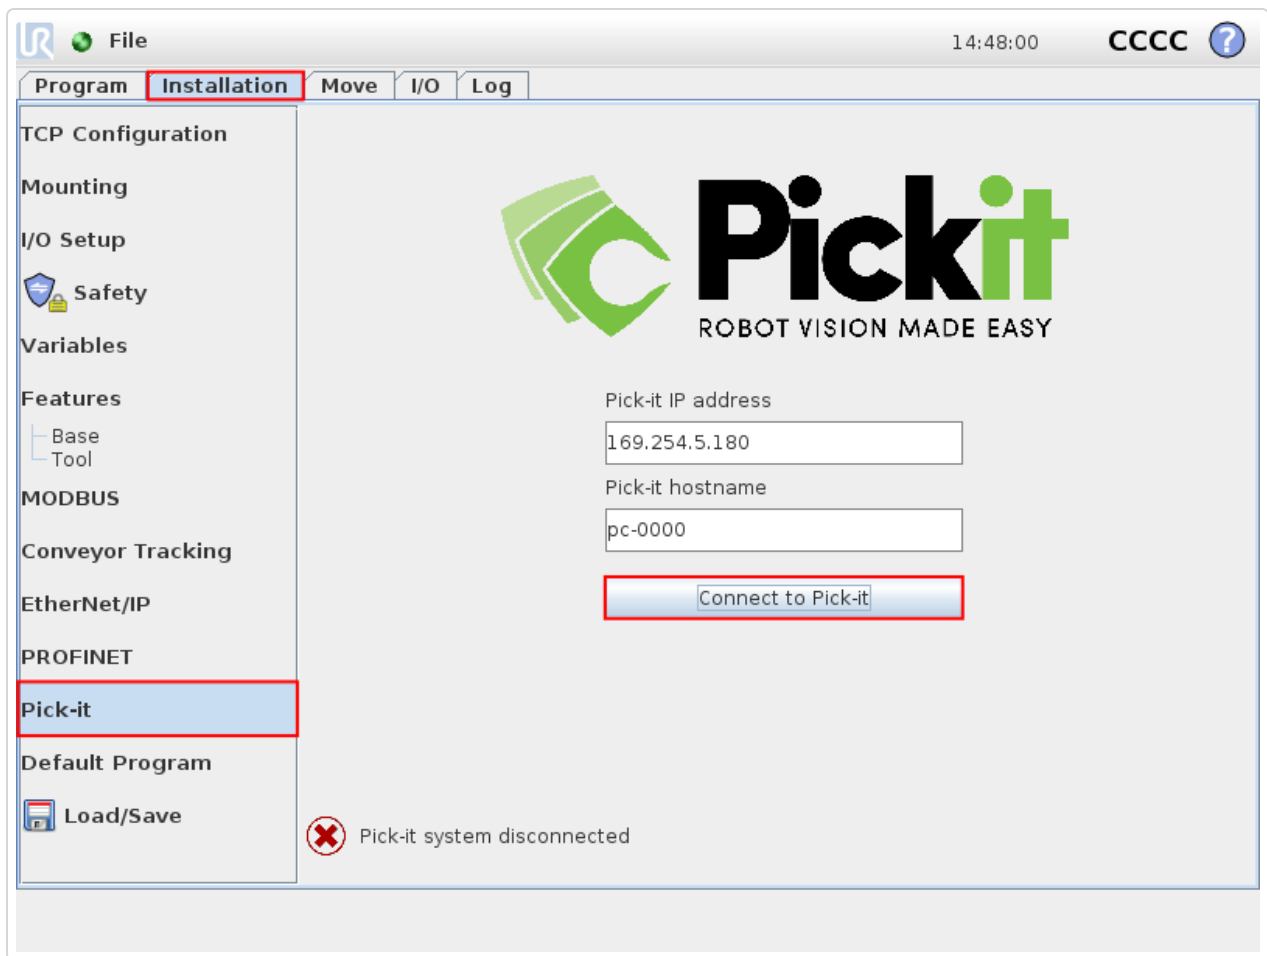 UR File 14:48:00 CCCC ?
Program Installation Move I/O Log
TCP Configuration
Mounting
I/O Setup
Safety
Variables
Features
Base
Tool
MODBUS
Conveyor Tracking
EtherNet/IP
PROFINET
Pick-it
Default Program
Load/Save
Pickit
ROBOT VISION MADE EASY
Pick-it IP address
169.254.5.180
Pick-it hostname
pc-0000
Connect to Pick-it
Pick-it system disconnected